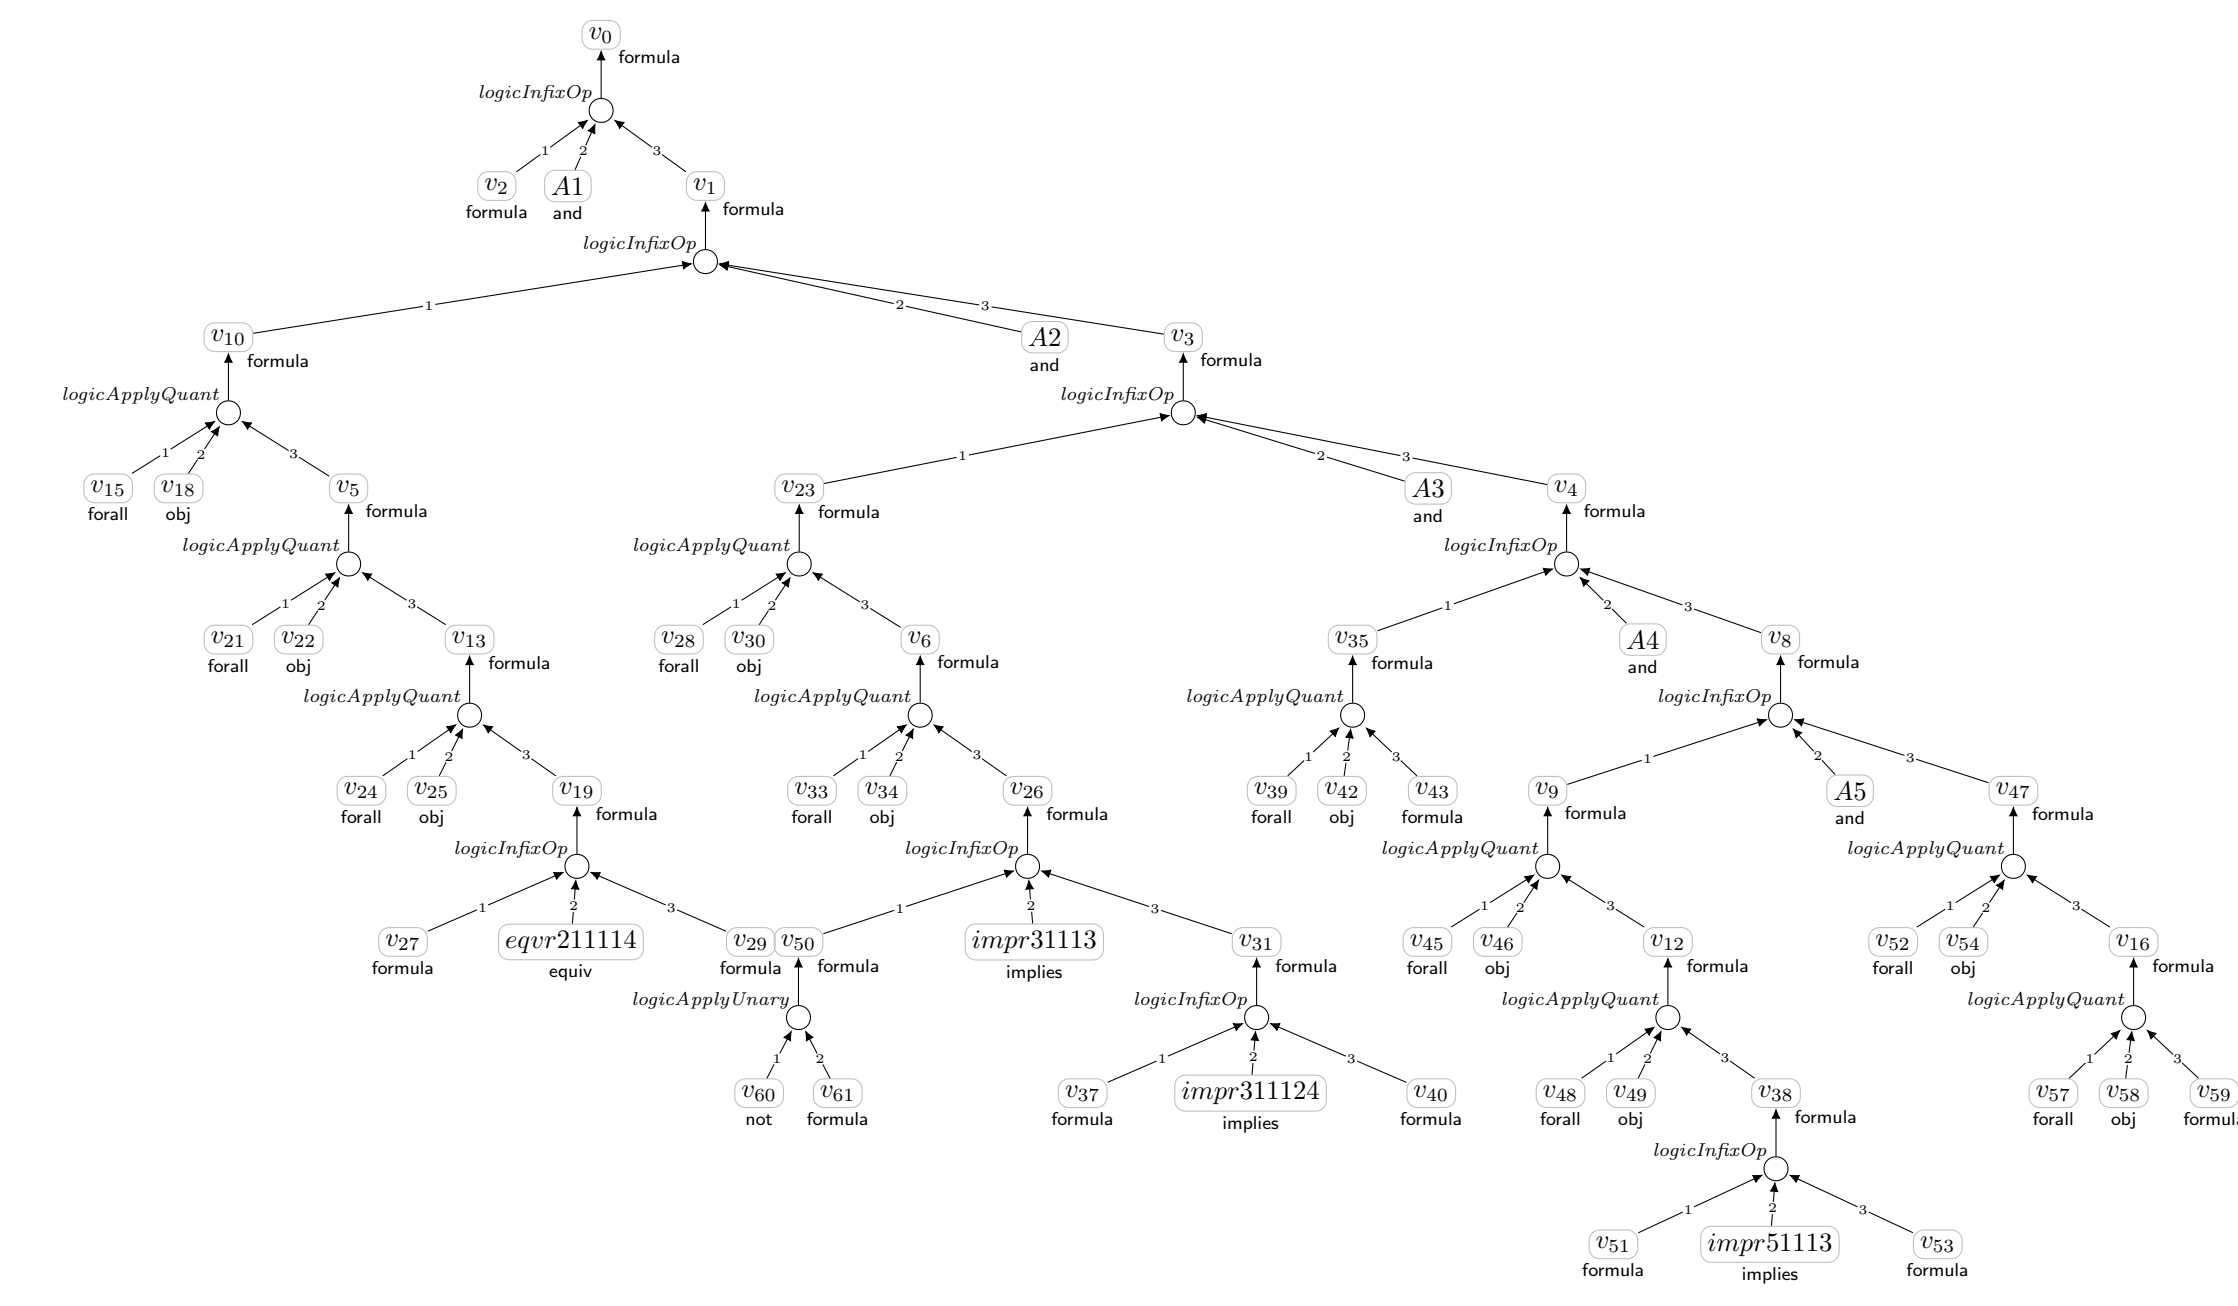 v0
formula
logicInfixOp
1 2 3
v2 A1 v1
formula and formula
logicInfixOp
1 2 3
v10 A2 v3
formula and formula
logicApplyQuant logicInfixOp
1 2 3 1 2 3
v15 v18 v5 v23 A3 v4
forall obj formula formula and formula
logicApplyQuant logicApplyQuant logicInfixOp
1 2 3 1 2 3 1 2 3
v21 v22 v13 v28 v30 v6 v35 A4 v8
forall obj formula forall obj formula formula and formula
logicApplyQuant logicApplyQuant logicApplyQuant logicInfixOp
1 2 3 1 2 3 1 2 3 1 2 3
v24 v25 v19 v33 v34 v26 v39 v42 v43 v9 A5 v47
forall obj formula forall obj formula forall obj formula formula and formula
logicInfixOp logicInfixOp logicApplyQuant logicApplyQuant
1 2 3 1 2 3 1 2 3 1 2 3
v27 eqvr211114 v29 v50 impr31113 v31 v45 v46 v12 v52 v54 v16
formula equiv formula formula implies formula forall obj formula forall obj formula
logicApplyUnary logicInfixOp logicApplyQuant logicApplyQuant
1 2 1 2 3 1 2 3 1 2 3
v60 v61 v37 impr311124 v40 v48 v49 v38 v57 v58 v59
not formula formula implies formula forall obj formula forall obj formul
logicInfixOp
1 2 3
v51 impr51113 v53
formula implies formula